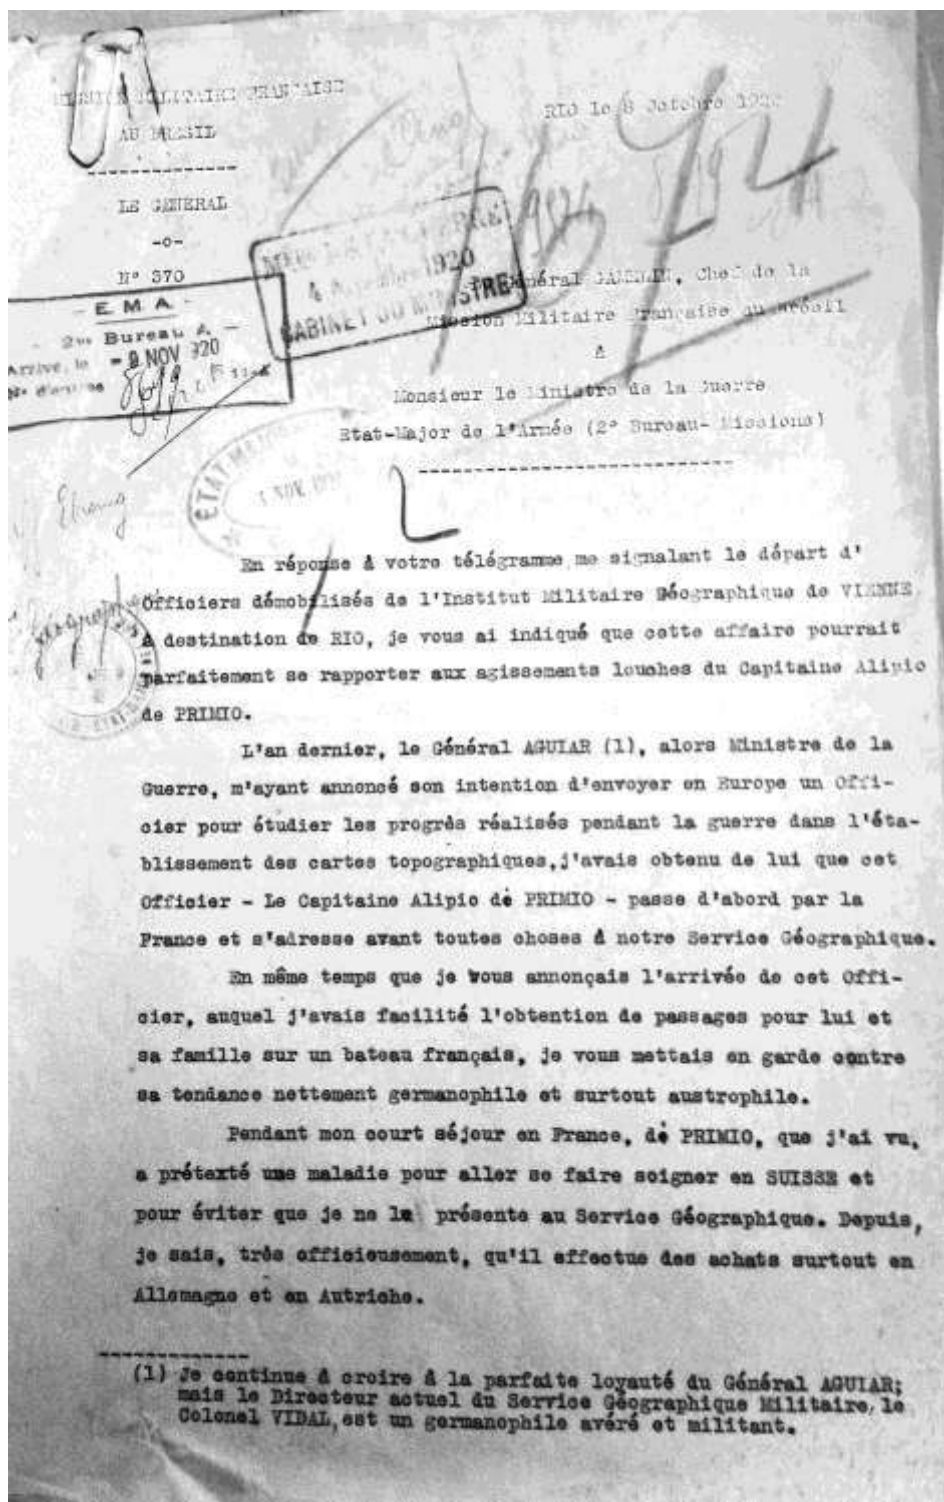 MISSION MILITAIRE FRANÇAISE
AU BRESIL
--------------
LE GENERAL
-o-
N° 370
RIO le 8 Octobre 1920
1920
CABINET DU MINISTRE
E M A
2me Bureau A
Arrivé, le - 9 NOV 920
Général GAMELIN, Chef de la
Mission Militaire Française au Brésil
à
Monsieur le Ministre de la Guerre
Etat-Major de l'Armée (2° Bureau- Missions)
---------------------------
ETAT MAJOR
NOV
En réponse à votre télégramme me signalant le départ d'
Officiers démobilisés de l'Institut Militaire Géographique de VIENNE
à destination de RIO, je vous ai indiqué que cette affaire pourrait
parfaitement se rapporter aux agissements louches du Capitaine Alipio
de PRIMIO.
L'an dernier, le Général AGUIAR (1), alors Ministre de la
Guerre, m'ayant annoncé son intention d'envoyer en Europe un Offi-
cier pour étudier les progrès réalisés pendant la guerre dans l'éta-
blissement des cartes topographiques, j'avais obtenu de lui que cet
Officier - Le Capitaine Alipio de PRIMIO - passe d'abord par la
France et s'adresse avant toutes choses à notre Service Géographique.
En même temps que je vous annonçais l'arrivée de cet Offi-
cier, auquel j'avais facilité l'obtention de passages pour lui et
sa famille sur un bateau français, je vous mettais en garde contre
sa tendance nettement germanophile et surtout austrophile.
Pendant mon court séjour en France, de PRIMIO, que j'ai vu,
a prétexté une maladie pour aller se faire soigner en SUISSE et
pour éviter que je ne le présente au Service Géographique. Depuis,
je sais, très officieusement, qu'il effectue des achats surtout en
Allemagne et en Autriche.
-------------
(1) Je continue à croire à la parfaite loyauté du Général AGUIAR;
mais le Directeur actuel du Service Géographique Militaire, le
Colonel VIDAL, est un germanophile avéré et militant.